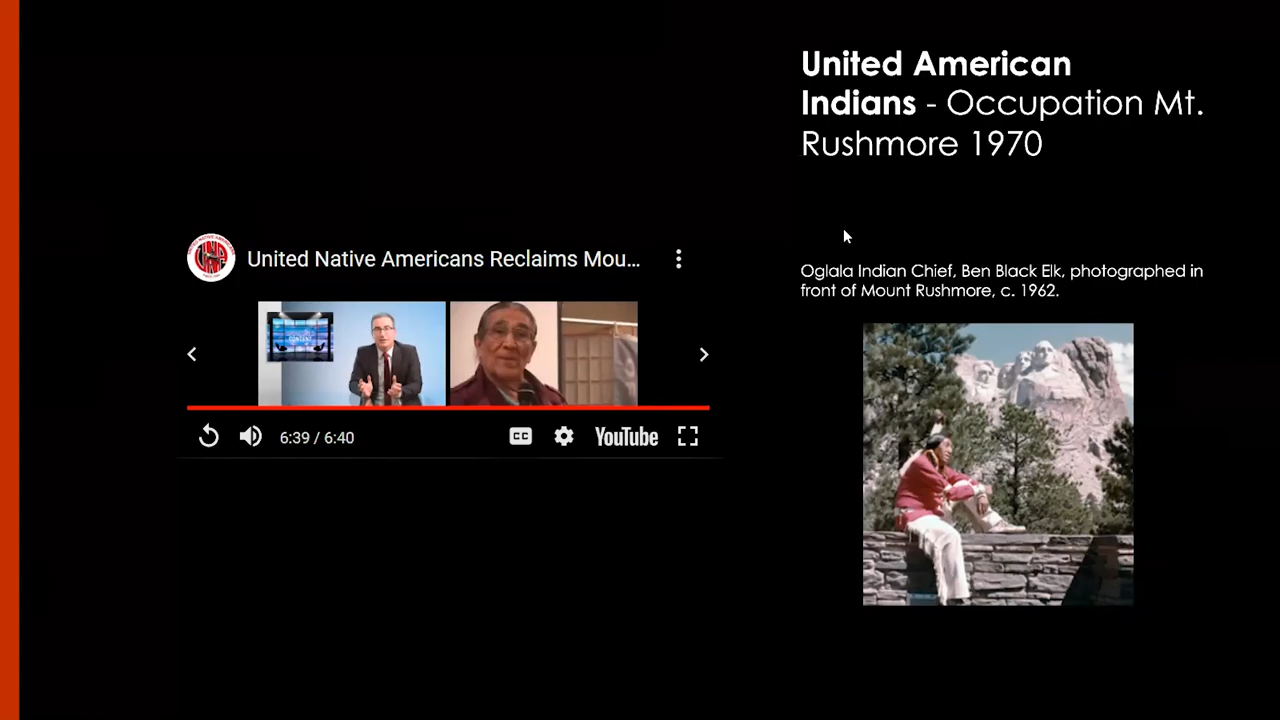 United American
Indians - Occupation Mt.
Rushmore 1970
United Native Americans Reclaims Mou...
Oglala Indian Chief, Ben Black Elk, photographed in
front of Mount Rushmore, c. 1962.
6:39 / 6:40
CC
YouTube